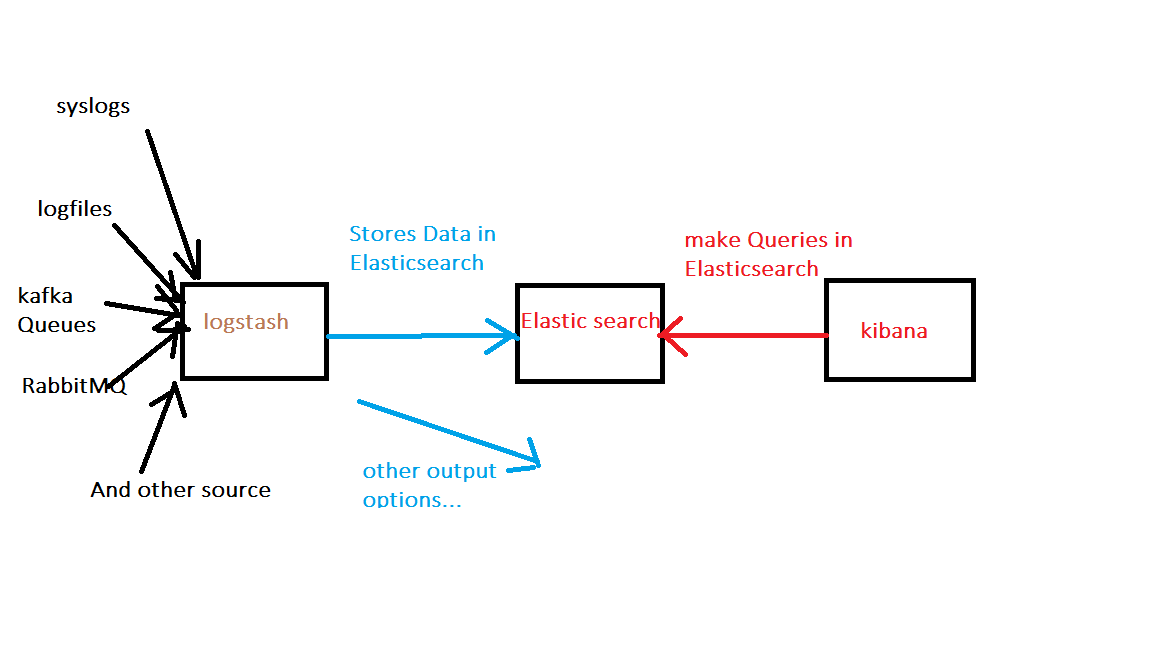 syslogs
logfiles
kafka
Queues
RabbitMQ
And other source
logstash
Stores Data in
Elasticsearch
other output
options...
Elastic search
make Queries in
Elasticsearch
kibana